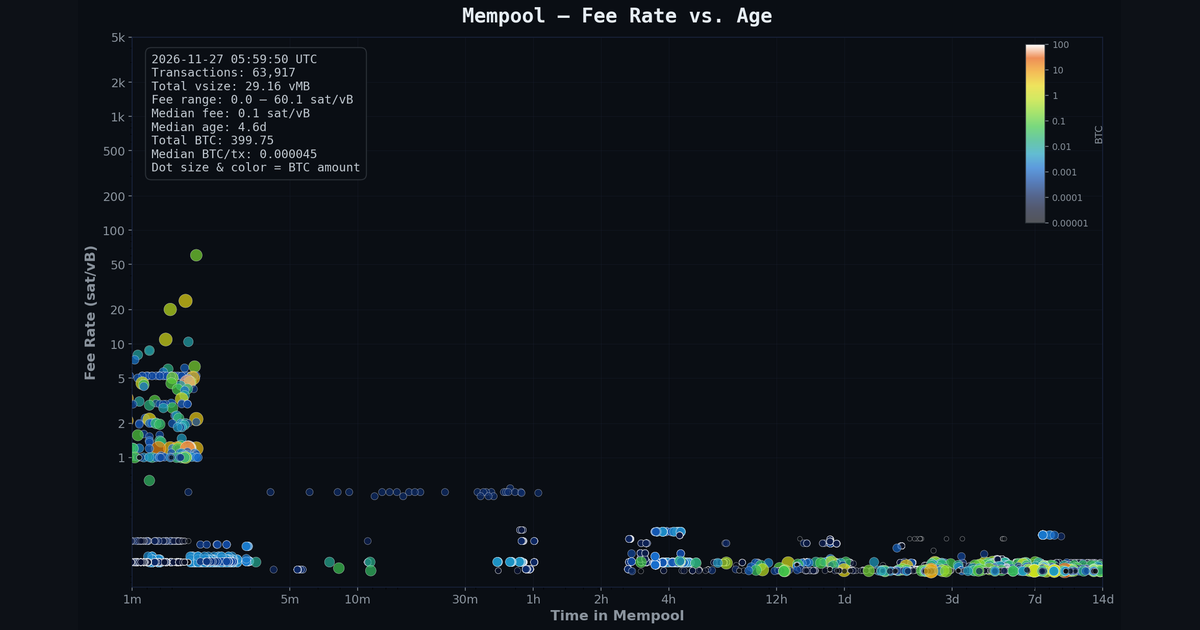 Mempool — Fee Rate vs. Age
2026-11-27 05:59:50 UTC
Transactions: 63,917
Total vsize: 29.16 vMB
Fee range: 0.0 – 60.1 sat/vB
Median fee: 0.1 sat/vB
Median age: 4.6d
Total BTC: 399.75
Median BTC/tx: 0.000045
Dot size & color = BTC amount
100
10
1
0.1
0.01
0.001
0.0001
0.00001
BTC
5k
2k
1k
500
200
100
50
20
10
5
2
1
Fee Rate (sat/vB)
1m 5m 10m 30m 1h 2h 4h 12h 1d 3d 7d 14d
Time in Mempool